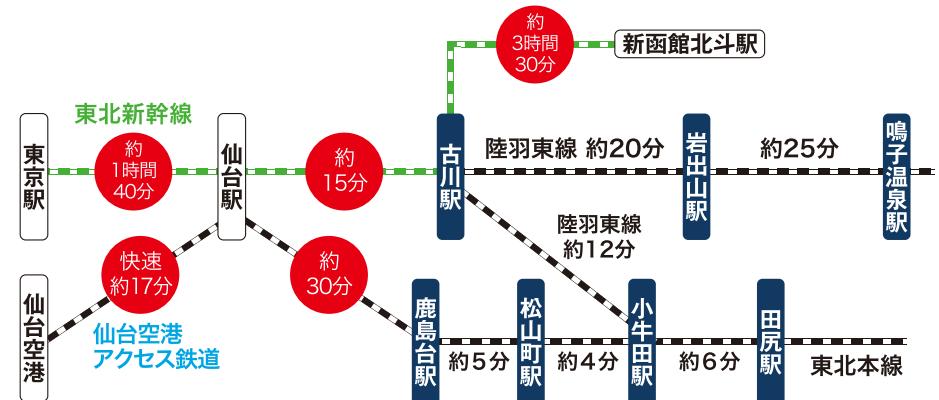 約
3時間
30分
新函館北斗駅
東北新幹線
東京駅
約
1時間
40分
仙台駅
約
15分
古川駅
陸羽東線 約20分
岩出山駅
約25分
鳴子温泉駅
陸羽東線
約12分
快速
約17分
約
30分
仙台空港
仙台空港
アクセス鉄道
鹿島台駅
約5分
松山町駅
約4分
小牛田駅
約6分
田尻駅
東北本線